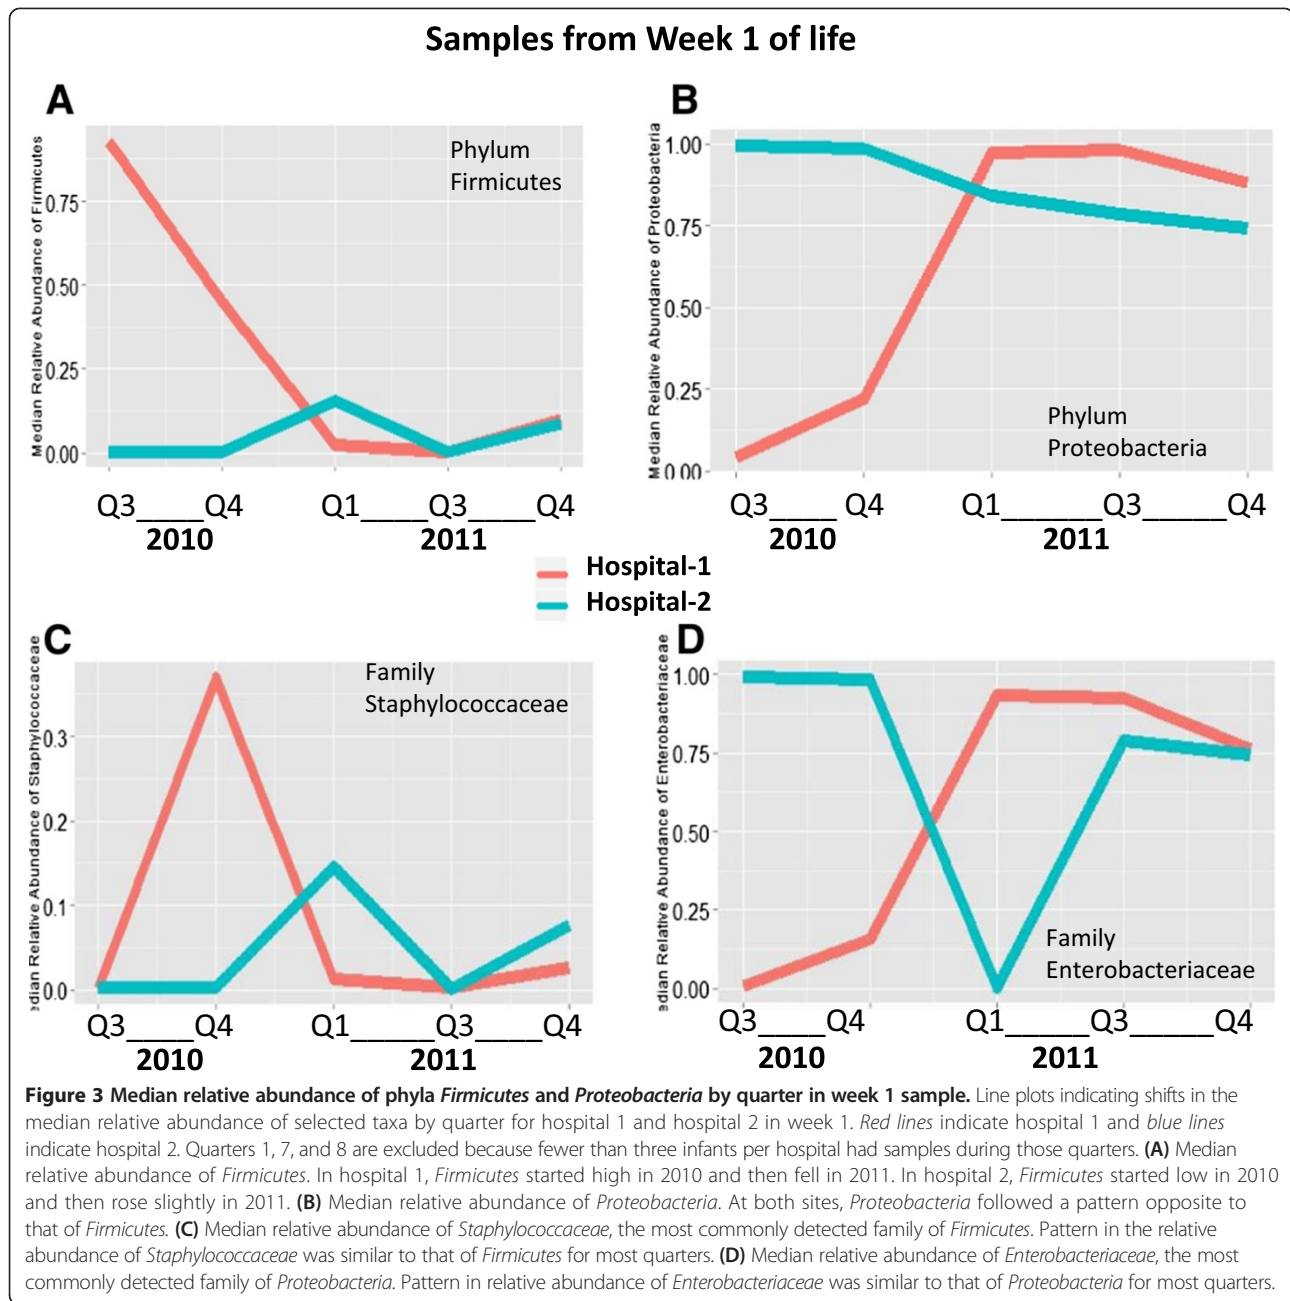 Samples from Week 1 of life
A
Median Relative Abundance of Firmicutes
0.75
0.50
0.25
0.00
Phylum
Firmicutes
Q3____Q4 Q1____Q3____Q4
2010 2011
B
Median Relative Abundance of Proteobacteria
1.00
0.75
0.50
0.25
0.00
Phylum
Proteobacteria
Q3____ Q4 Q1______Q3_____Q4
2010 2011
Hospital-1
Hospital-2
C
edian Relative Abundance of Staphylococcaceae
0.3
0.2
0.1
0.0
Family
Staphylococcaceae
Q3____Q4 Q1_____Q3____Q4
2010 2011
D
edian Relative Abundance of Enterobacteriaceae
1.00
0.75
0.50
0.25
0.00
Family
Enterobacteriaceae
Q3____Q4 Q1_____Q3_____Q4
2010 2011
Figure 3 Median relative abundance of phyla Firmicutes and Proteobacteria by quarter in week 1 sample. Line plots indicating shifts in the
median relative abundance of selected taxa by quarter for hospital 1 and hospital 2 in week 1. Red lines indicate hospital 1 and blue lines
indicate hospital 2. Quarters 1, 7, and 8 are excluded because fewer than three infants per hospital had samples during those quarters. (A) Median
relative abundance of Firmicutes. In hospital 1, Firmicutes started high in 2010 and then fell in 2011. In hospital 2, Firmicutes started low in 2010
and then rose slightly in 2011. (B) Median relative abundance of Proteobacteria. At both sites, Proteobacteria followed a pattern opposite to
that of Firmicutes. (C) Median relative abundance of Staphylococcaceae, the most commonly detected family of Firmicutes. Pattern in the relative
abundance of Staphylococcaceae was similar to that of Firmicutes for most quarters. (D) Median relative abundance of Enterobacteriaceae, the most
commonly detected family of Proteobacteria. Pattern in relative abundance of Enterobacteriaceae was similar to that of Proteobacteria for most quarters.